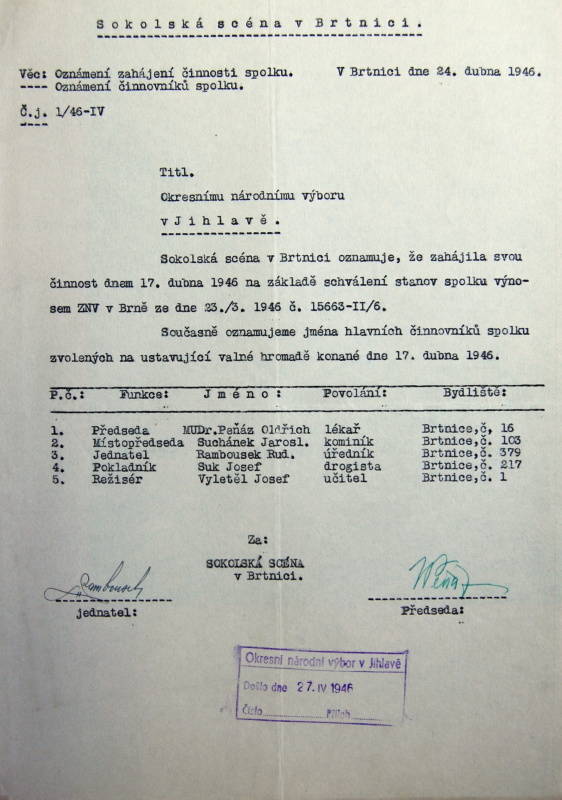 Sokolská scéna v Brtnici.
Věc: Oznámení zahájení činnosti spolku. V Brtnici dne 24. dubna 1946.
Oznámení činnovníků spolku.
Č.j. 1/46-IV
Titl.
Okresnímu národnímu výboru
v Jihlavě.
Sokolská scéna v Brtnici oznamuje, že zahájila svou
činnost dnem 17. dubna 1946 na základě schválení stanov spolku výno-
sem ZNV v Brně ze dne 23./3. 1946 č. 15663-II/6.
Současně oznamujeme jména hlavních činnovníků spolku
zvolených na ustavující valné hromadě konané dne 17. dubna 1946.
P.č.: Funkce: Jméno: Povolání: Bydliště:
1. Předseda MUDr.Peňáz Oldřich lékař Brtnice,č, 16
2. Místopředseda Suchánek Jarosl. kominík Brtnice,č. 103
3. Jednatel Rambousek Rud. úředník Brtnice,č. 379
4. Pokladník Suk Josef drogista Brtnice,č. 217
5. Režisér Vyletěl Josef učitel Brtnice,č. 1
Za:
SOKOLSKÁ SCÉNA
v Brtnici.
Rambousek Peňáz
jednatel: Předseda:
Okresní národní výbor v Jihlavě
Došlo dne 27. IV 1946
Číslo Příloh